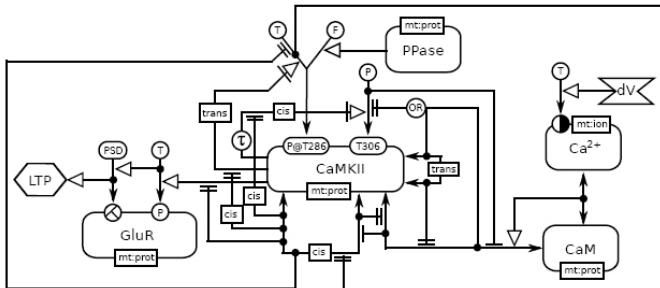 T
F
mt:prot
PPase
P
T
dV
trans
cis
OR
τ
mt:ion
Ca²⁺
P@T286
T306
PSD
T
CaMKII
trans
LTP
cis
cis
mt:prot
P
GluR
mt:prot
cis
CaM
mt:prot